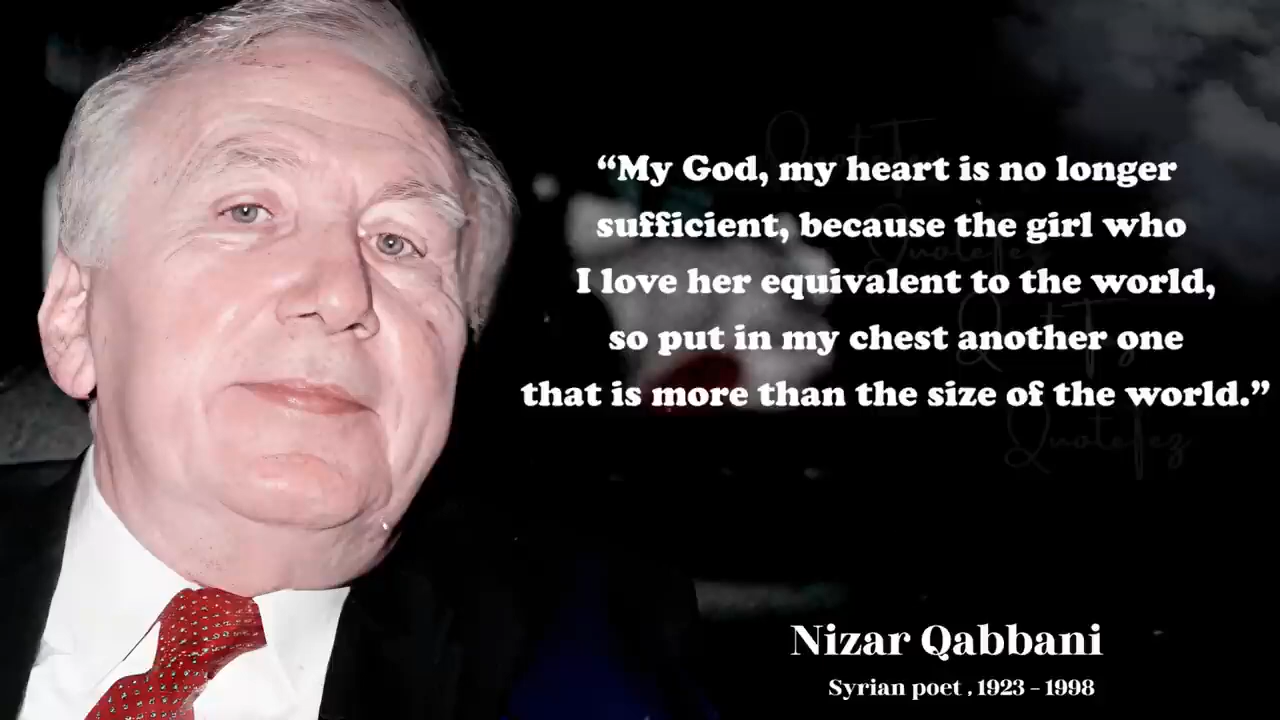 “My God, my heart is no longer
sufficient, because the girl who
I love her equivalent to the world,
so put in my chest another one
that is more than the size of the world.”
QuoteTez
QuoteTez
Nizar Qabbani
Syrian poet , 1923 - 1998